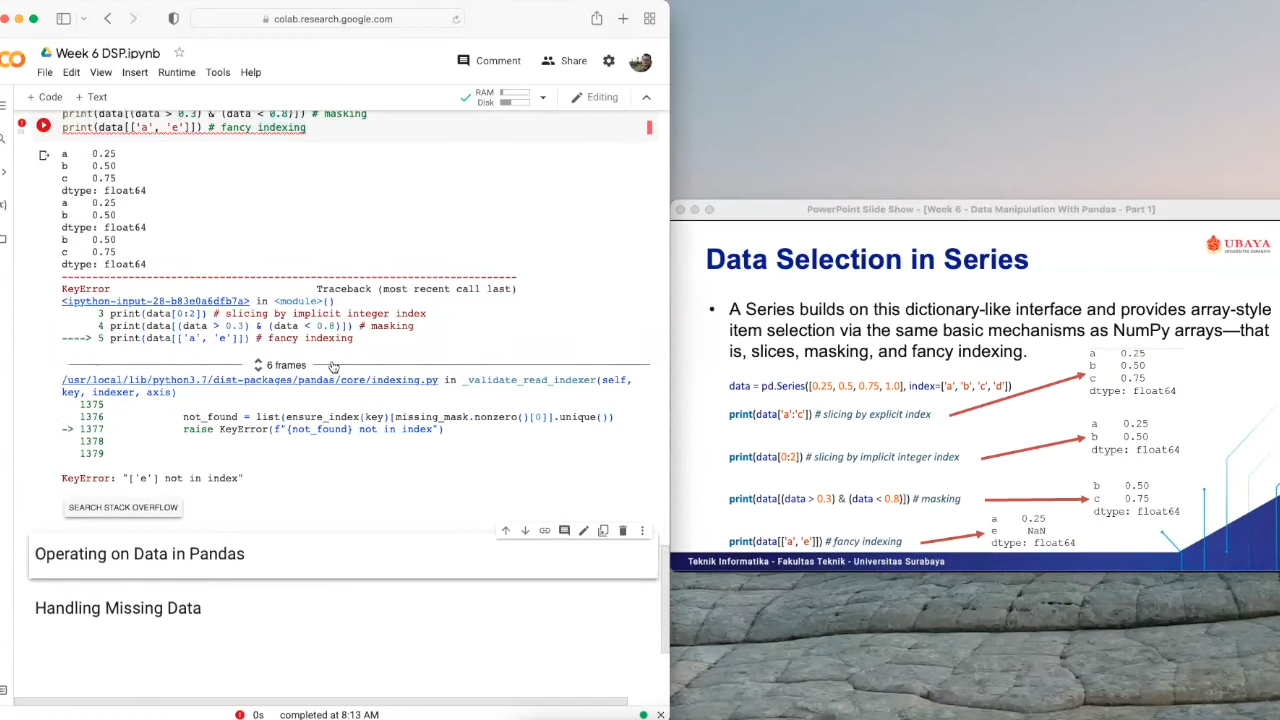 colab.research.google.com
CO
Week 6 DSP.ipynb
Comment
Share
File Edit View Insert Runtime Tools Help
+ Code + Text
RAM
Disk
Editing
print(data[(data > 0.3) & (data < 0.8)]) # masking
print(data[['a', 'e']]) # fancy indexing
a 0.25
b 0.50
c 0.75
dtype: float64
a 0.25
b 0.50
dtype: float64
b 0.50
c 0.75
dtype: float64
KeyError Traceback (most recent call last)
<ipython-input-28-b83e0a6dfb7a> in <module>()
3 print(data[0:2]) # slicing by implicit integer index
4 print(data[(data > 0.3) & (data < 0.8)]) # masking
----> 5 print(data[['a', 'e']]) # fancy indexing
6 frames
/usr/local/lib/python3.7/dist-packages/pandas/core/indexing.py in _validate_read_indexer(self,
key, indexer, axis)
1375
1376 not_found = list(ensure_index(key)[missing_mask.nonzero()[0]].unique())
-> 1377 raise KeyError(f"{not_found} not in index")
1378
1379
KeyError: "['e'] not in index"
SEARCH STACK OVERFLOW
Operating on Data in Pandas
Handling Missing Data
0s completed at 8:13 AM
PowerPoint Slide Show - [Week 6 - Data Manipulation With Pandas - Part 1]
UBAYA
UNIVERSITAS SURABAYA
Data Selection in Series
• A Series builds on this dictionary-like interface and provides array-style
item selection via the same basic mechanisms as NumPy arrays—that
is, slices, masking, and fancy indexing.
data = pd.Series([0.25, 0.5, 0.75, 1.0], index=['a', 'b', 'c', 'd'])
print(data['a':'c']) # slicing by explicit index
print(data[0:2]) # slicing by implicit integer index
print(data[(data > 0.3) & (data < 0.8)]) # masking
print(data[['a', 'e']]) # fancy indexing
a 0.25
b 0.50
c 0.75
dtype: float64
a 0.25
b 0.50
dtype: float64
b 0.50
c 0.75
dtype: float64
a 0.25
e NaN
dtype: float64
Teknik Informatika - Fakultas Teknik - Universitas Surabaya